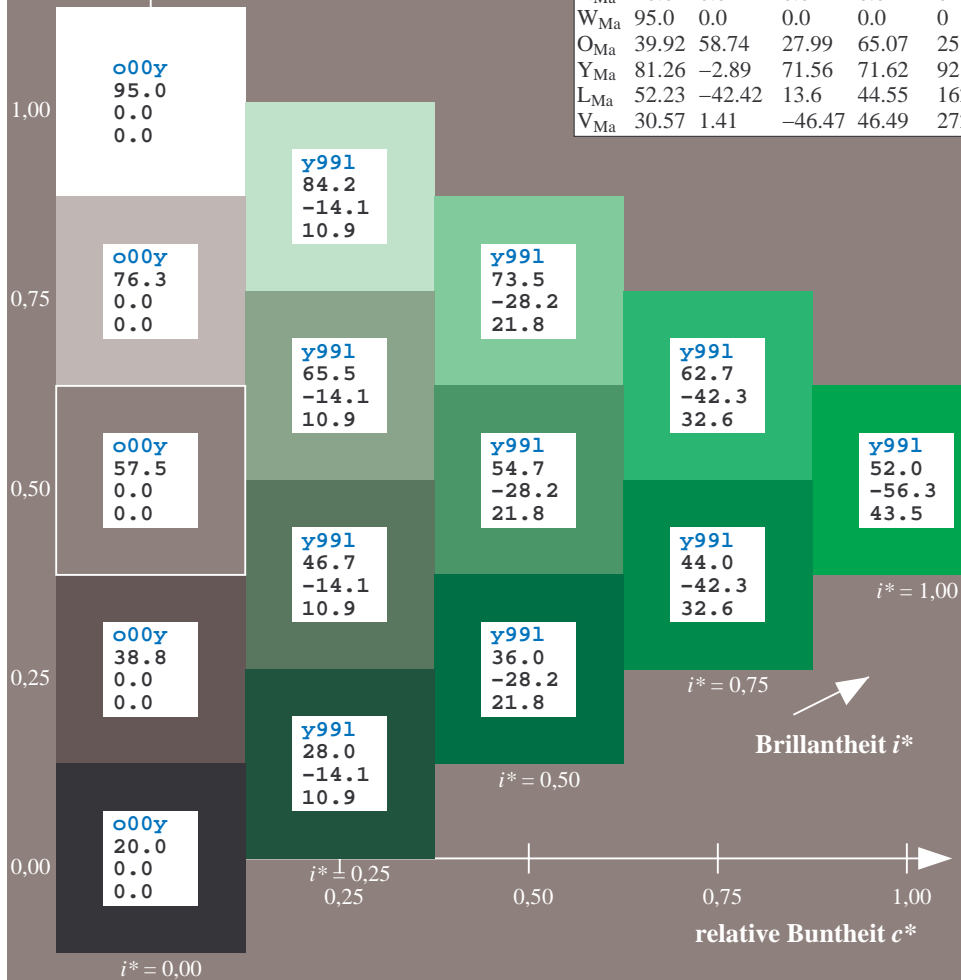 W_Ma 95.0 0.0 0.0 0.0 0
O_Ma 39.92 58.74 27.99 65.07 25
Y_Ma 81.26 −2.89 71.56 71.62 92
L_Ma 52.23 −42.42 13.6 44.55
V_Ma 30.57 1.41 −46.47 46.49
1,00
o00y
95.0
0.0
0.0
y99l
84.2
-14.1
10.9
0,75
o00y
76.3
0.0
0.0
y99l
73.5
-28.2
21.8
y99l
65.5
-14.1
10.9
y99l
62.7
-42.3
32.6
0,50
o00y
57.5
0.0
0.0
y99l
54.7
-28.2
21.8
y99l
52.0
-56.3
43.5
i* = 1,00
y99l
46.7
-14.1
10.9
y99l
44.0
-42.3
32.6
i* = 0,75
0,25
o00y
38.8
0.0
0.0
y99l
36.0
-28.2
21.8
i* = 0,50
Brillantheit i*
y99l
28.0
-14.1
10.9
i* = 0,25
0,00
o00y
20.0
0.0
0.0
i* = 0,00
0,25 0,50 0,75 1,00
relative Buntheit c*